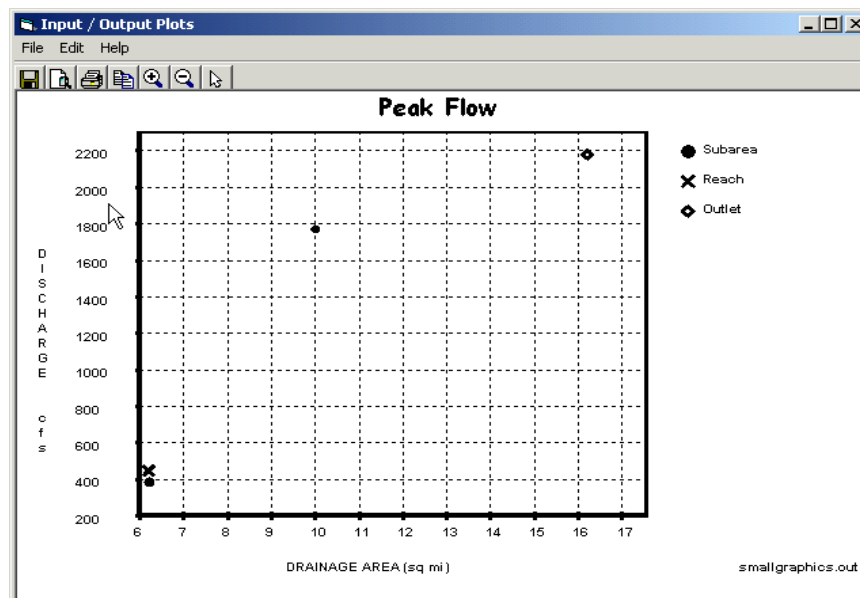 Input / Output Plots
File Edit Help
Peak Flow
2200
2000
1800
1600
1400
1200
1000
800
600
400
200
DISCHARGE cfs
6 7 8 9 10 11 12 13 14 15 16 17
DRAINAGE AREA (sq mi)
Subarea
Reach
Outlet
smallgraphics.out